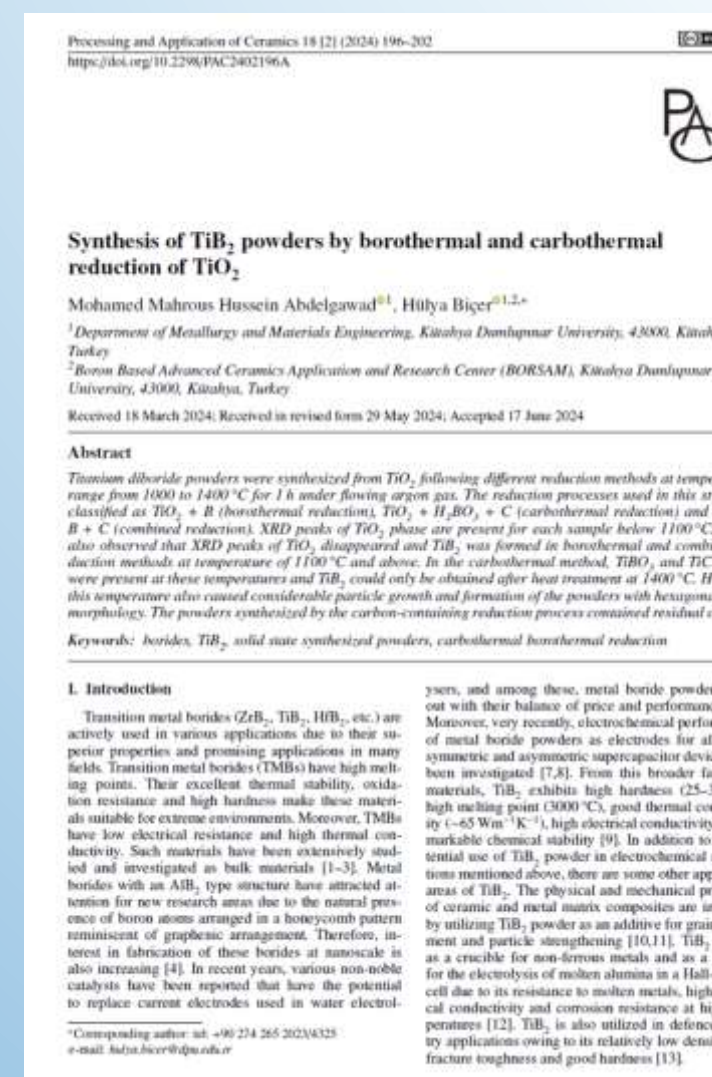 Processing and Application of Ceramics 18 [2] (2024) 196–202
https://doi.org/10.2298/PAC2402196A
PAC
Synthesis of TiB₂ powders by borothermal and carbothermal
reduction of TiO₂
Mohamed Mahrous Hussein Abdelgawad¹, Hülya Biçer¹,²,*
¹Department of Metallurgy and Materials Engineering, Kütahya Dumlupınar University, 43000, Kütah
Turkey
²Boron Based Advanced Ceramics Application and Research Center (BORSAM), Kütahya Dumlupınar
University, 43000, Kütahya, Turkey
Received 18 March 2024; Received in revised form 29 May 2024; Accepted 17 June 2024
Abstract
Titanium diboride powders were synthesized from TiO₂ following different reduction methods at tempe
range from 1000 to 1400 °C for 1 h under flowing argon gas. The reduction processes used in this st
classified as TiO₂ + B (borothermal reduction), TiO₂ + H₃BO₃ + C (carbothermal reduction) and
B + C (combined reduction). XRD peaks of TiO₂ phase are present for each sample below 1100 °C.
also observed that XRD peaks of TiO₂ disappeared and TiB₂ was formed in borothermal and combi
duction methods at temperature of 1100 °C and above. In the carbothermal method, TiBO₃ and TiC
were present at these temperatures and TiB₂ could only be obtained after heat treatment at 1400 °C. H
this temperature also caused considerable particle growth and formation of the powders with hexagona
morphology. The powders synthesized by the carbon-containing reduction process contained residual c
Keywords: borides, TiB₂, solid state synthesized powders, carbothermal borothermal reduction
I. Introduction
Transition metal borides (ZrB₂, TiB₂, HfB₂, etc.) are
actively used in various applications due to their su-
perior properties and promising applications in many
fields. Transition metal borides (TMBs) have high melt-
ing points. Their excellent thermal stability, oxida-
tion resistance and high hardness make these materi-
als suitable for extreme environments. Moreover, TMBs
have low electrical resistance and high thermal con-
ductivity. Such materials have been extensively stud-
ied and investigated as bulk materials [1–3]. Metal
borides with an AlB₂ type structure have attracted at-
tention for new research areas due to the natural pres-
ence of boron atoms arranged in a honeycomb pattern
reminiscent of graphenic arrangement. Therefore, in-
terest in fabrication of these borides at nanoscale is
also increasing [4]. In recent years, various non-noble
catalysts have been reported that have the potential
to replace current electrodes used in water electrol-
*Corresponding author: tel: +90 274 265 2023/4325
e-mail: hulya.bicer@dpu.edu.tr
ysers, and among these, metal boride powder
out with their balance of price and performanc
Moreover, very recently, electrochemical perfor
of metal boride powders as electrodes for al
symmetric and asymmetric supercapacitor devic
been investigated [7,8]. From this broader fa
materials, TiB₂ exhibits high hardness (25–3
high melting point (3000 °C), good thermal con
ity (~65 Wm⁻¹K⁻¹), high electrical conductivity
markable chemical stability [9]. In addition to
tential use of TiB₂ powder in electrochemical
tions mentioned above, there are some other app
areas of TiB₂. The physical and mechanical pr
of ceramic and metal matrix composites are in
by utilizing TiB₂ powder as an additive for grain
ment and particle strengthening [10,11]. TiB₂
as a crucible for non-ferrous metals and as a
for the electrolysis of molten alumina in a Hall-
cell due to its resistance to molten metals, high
cal conductivity and corrosion resistance at hi
peratures [12]. TiB₂ is also utilized in defence
try applications owing to its relatively low densi
fracture toughness and good hardness [13].